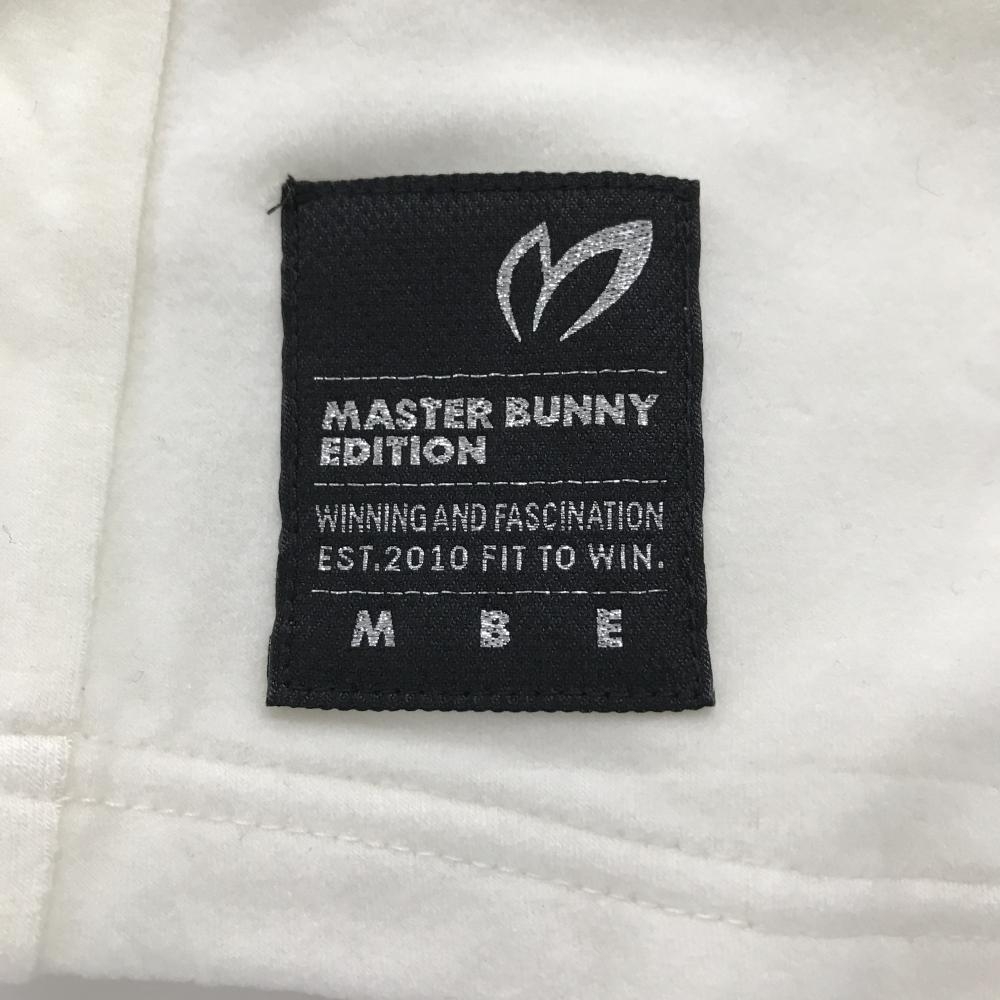 MASTER BUNNY
EDITION
WINNING AND FASCINATION
EST.2010 FIT TO WIN.
M B E